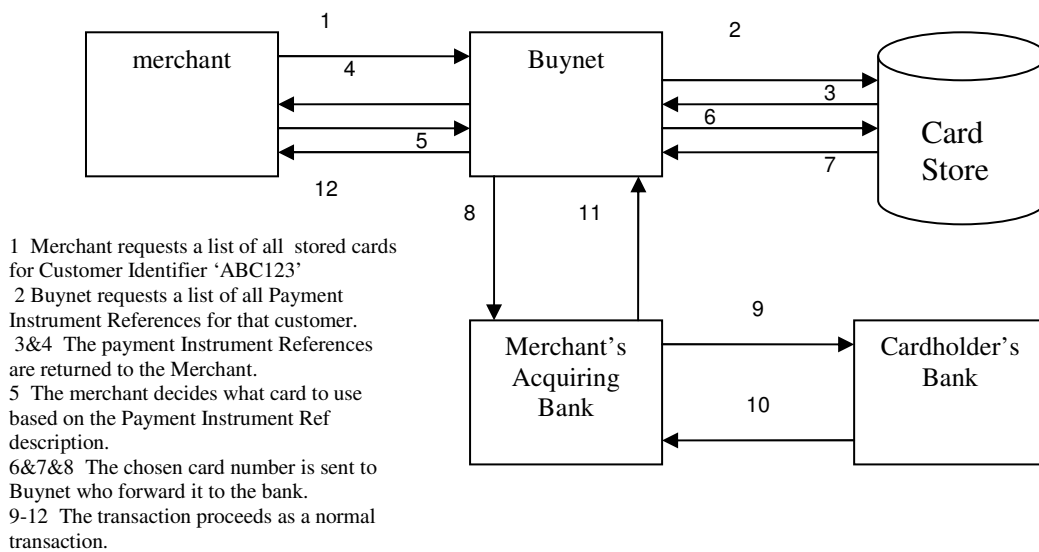 1
2
merchant
Buynet
4
3
6
Card
Store
5
7
12
8
11
1 Merchant requests a list of all stored cards
for Customer Identifier ‘ABC123’
2 Buynet requests a list of all Payment
Instrument References for that customer.
3&4 The payment Instrument References
are returned to the Merchant.
5 The merchant decides what card to use
based on the Payment Instrument Ref
description.
6&7&8 The chosen card number is sent to
Buynet who forward it to the bank.
9-12 The transaction proceeds as a normal
transaction.
9
Merchant’s
Acquiring
Bank
Cardholder’s
Bank
10